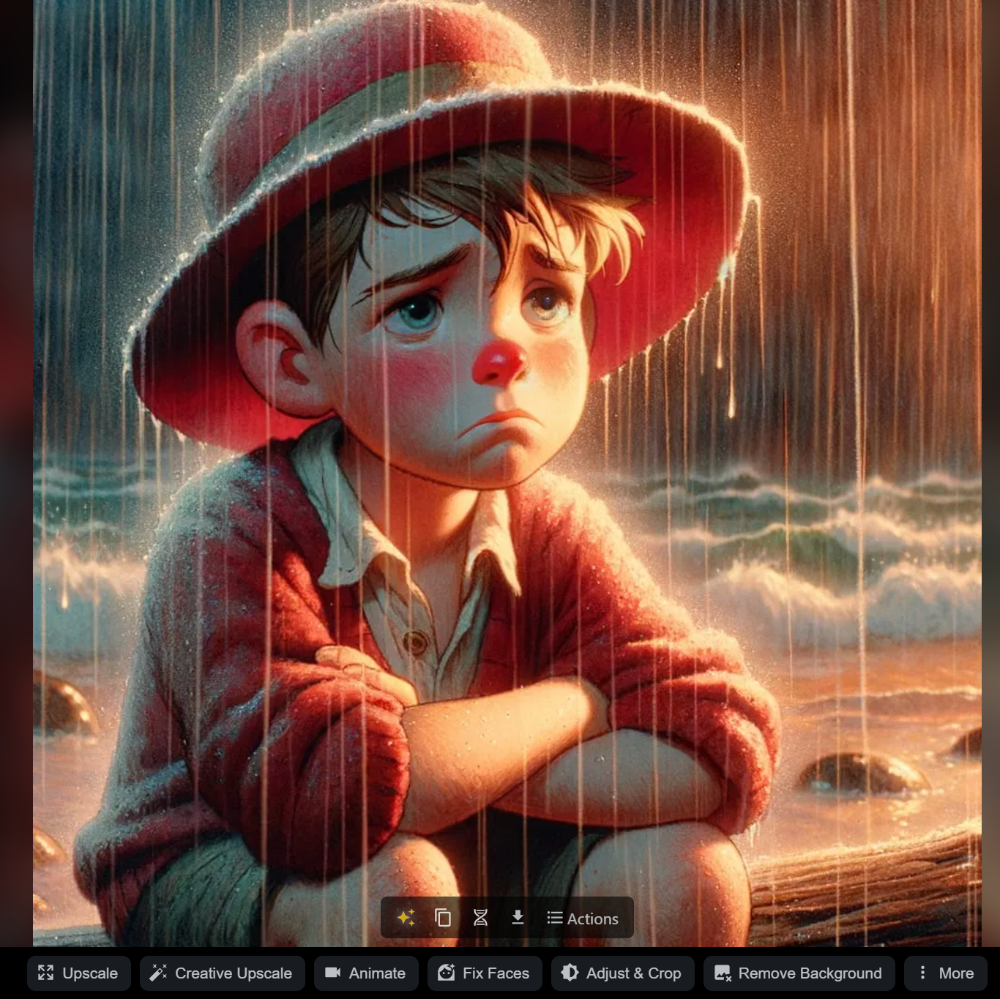 Actions
Upscale
Creative Upscale
Animate
Fix Faces
Adjust & Crop
Remove Background
More